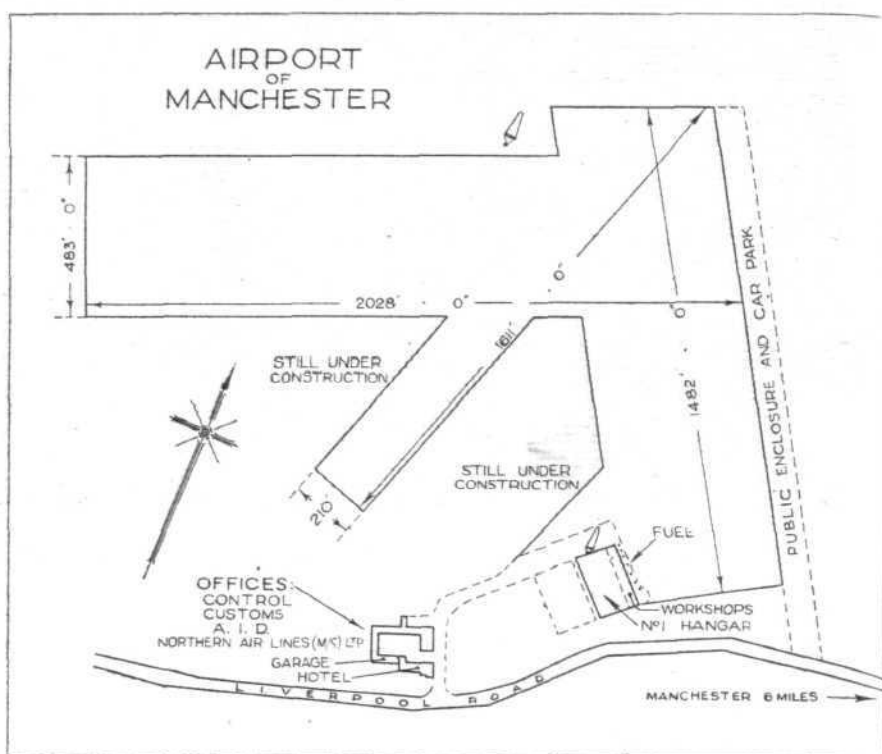 AIRPORT
OF
MANCHESTER
483' 0"
2028' 0"
1611' 0"
1482' 0"
PUBLIC ENCLOSURE AND CAR PARK
STILL UNDER
CONSTRUCTION
STILL UNDER
CONSTRUCTION
210'
FUEL
OFFICES:
CONTROL
CUSTOMS
A. I. D.
NORTHERN AIR LINES (M/C) LTD
GARAGE
HOTEL
WORKSHOPS
No1 HANGAR
LIVERPOOL ROAD
MANCHESTER 6 MILES